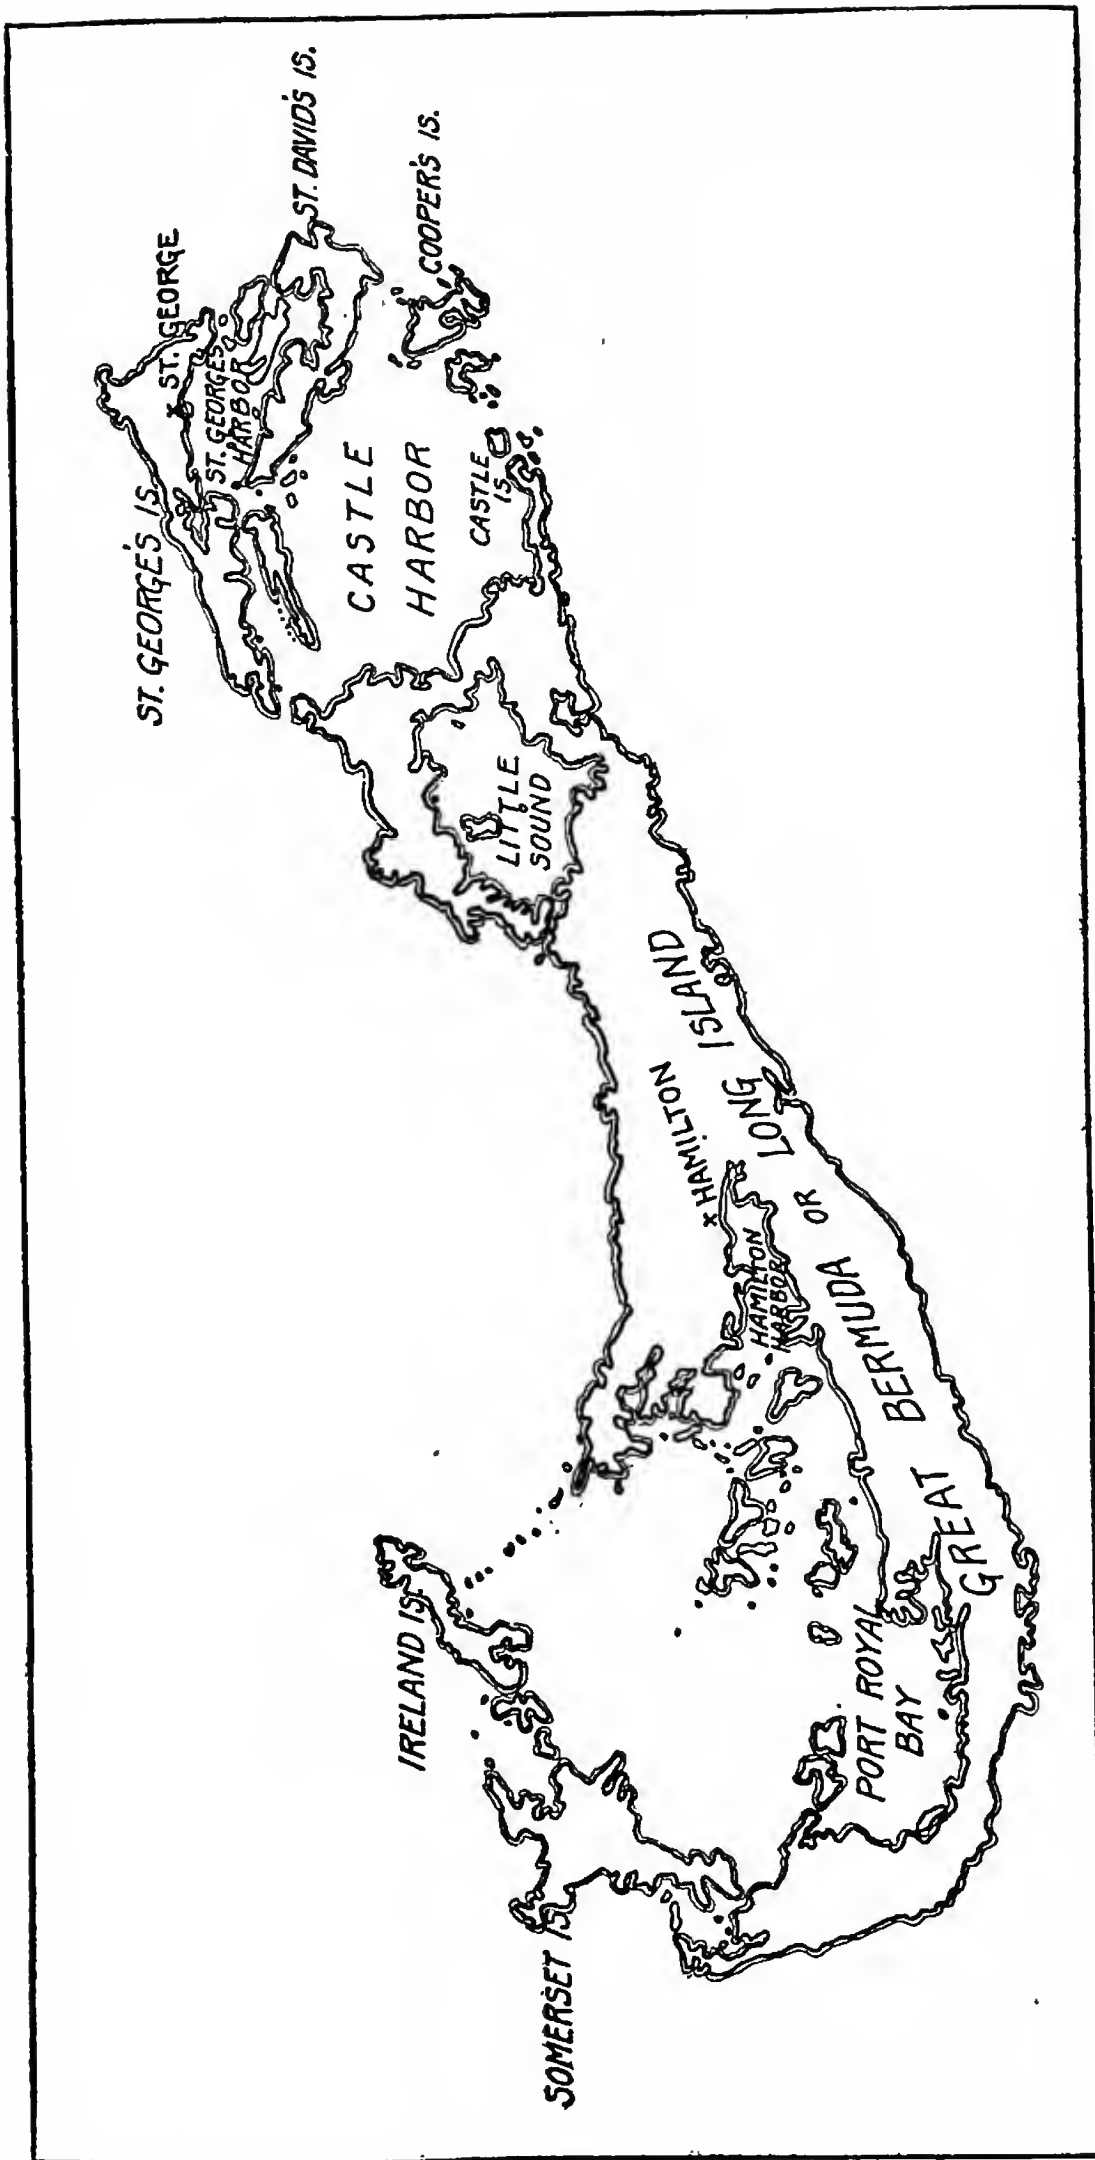 ST. GEORGE'S IS.
× ST. GEORGE
ST. GEORGES
HARBOR
ST. DAVID'S IS.
COOPER'S IS.
CASTLE
HARBOR
CASTLE
IS.
LITTLE
SOUND
× HAMILTON
HAMILTON
HARBOR
GREAT BERMUDA OR LONG ISLAND
IRELAND IS.
PORT ROYAL
BAY
SOMERSET IS.